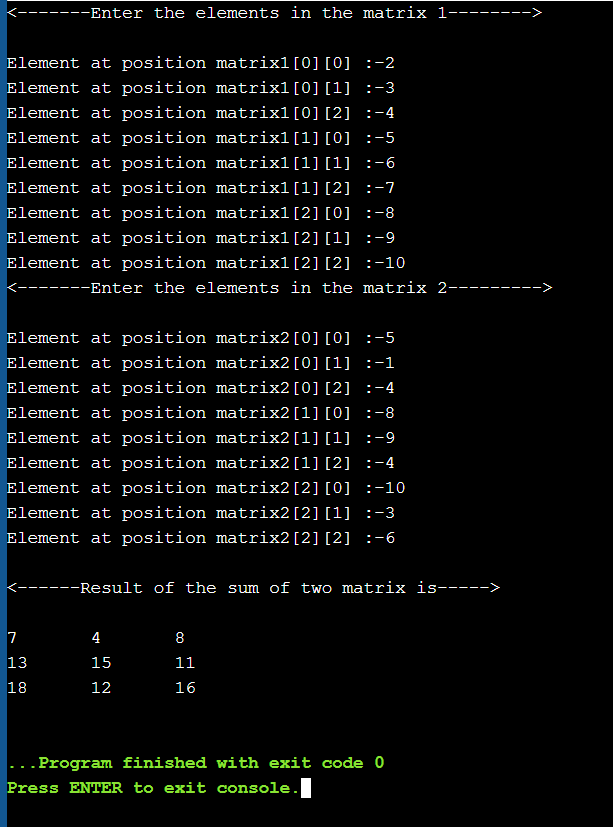 <-------Enter the elements in the matrix 1-------->
Element at position matrix1[0][0] :-2
Element at position matrix1[0][1] :-3
Element at position matrix1[0][2] :-4
Element at position matrix1[1][0] :-5
Element at position matrix1[1][1] :-6
Element at position matrix1[1][2] :-7
Element at position matrix1[2][0] :-8
Element at position matrix1[2][1] :-9
Element at position matrix1[2][2] :-10
<-------Enter the elements in the matrix 2--------->
Element at position matrix2[0][0] :-5
Element at position matrix2[0][1] :-1
Element at position matrix2[0][2] :-4
Element at position matrix2[1][0] :-8
Element at position matrix2[1][1] :-9
Element at position matrix2[1][2] :-4
Element at position matrix2[2][0] :-10
Element at position matrix2[2][1] :-3
Element at position matrix2[2][2] :-6
<------Result of the sum of two matrix is----->
7 4 8
13 15 11
18 12 16
...Program finished with exit code 0
Press ENTER to exit console.